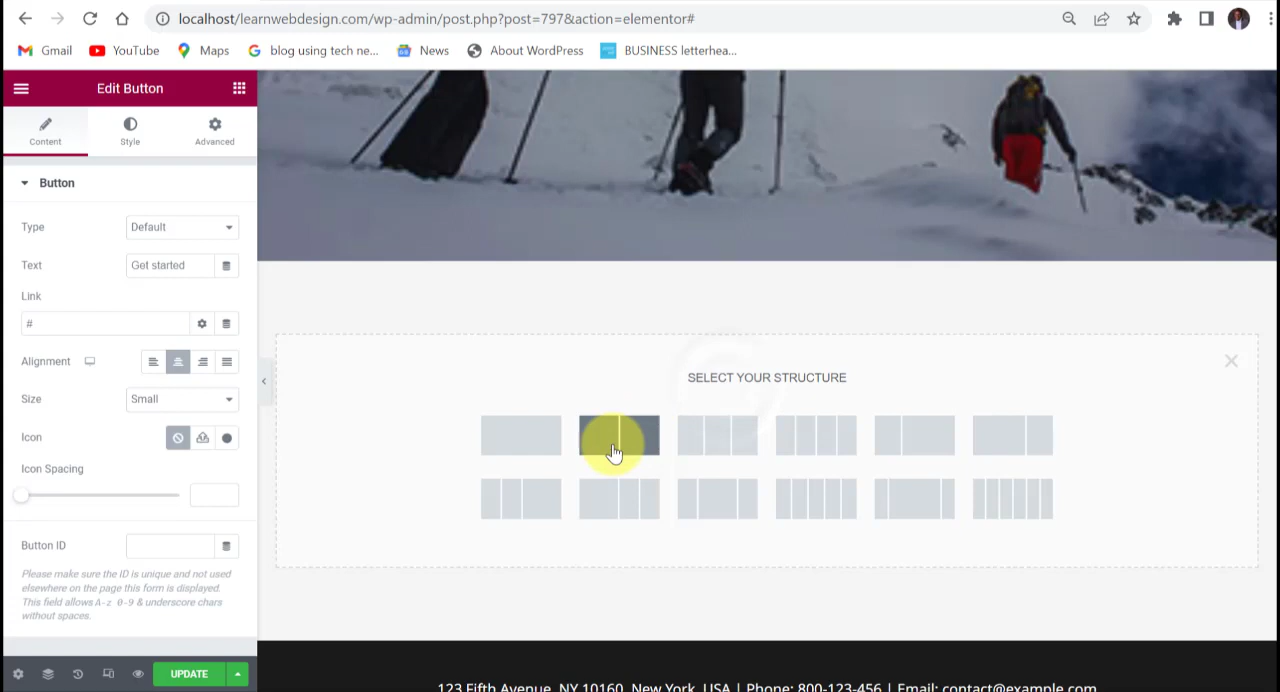 localhost/learnwebdesign.com/wp-admin/post.php?post=797&action=elementor#
Gmail YouTube Maps blog using tech ne... News About WordPress BUSINESS letterhea...
Edit Button
Content Style Advanced
Button
Type Default
Text Get started
Link
#
Alignment
Size Small
Icon
Icon Spacing
Button ID
Please make sure the ID is unique and not used
elsewhere on the page this form is displayed.
This field allows A-z 0-9 & underscore chars
without spaces.
UPDATE
SELECT YOUR STRUCTURE
123 Fifth Avenue, NY 10160, New York, USA | Phone: 800-123-456 | Email: contact@example.com